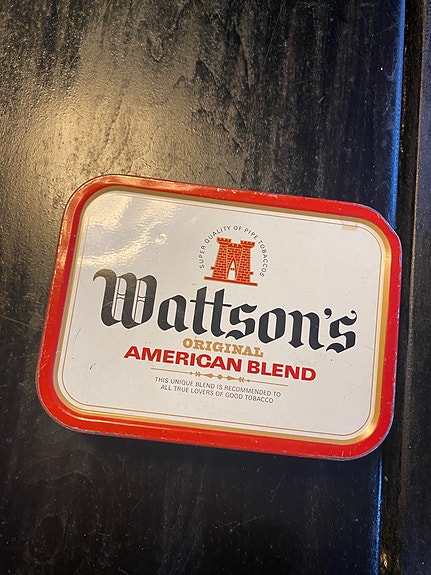 SUPER QUALITY OF PIPE TOBACCOS
Wattson's
ORIGINAL
AMERICAN BLEND
THIS UNIQUE BLEND IS RECOMMENDED TO
ALL TRUE LOVERS OF GOOD TOBACCO